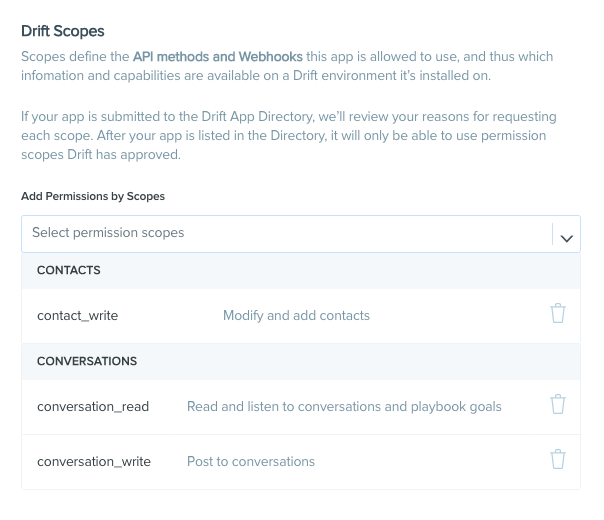 Drift Scopes
Scopes define the API methods and Webhooks this app is allowed to use, and thus which
infomation and capabilities are available on a Drift environment it's installed on.
If your app is submitted to the Drift App Directory, we'll review your reasons for requesting
each scope. After your app is listed in the Directory, it will only be able to use permission
scopes Drift has approved.
Add Permissions by Scopes
Select permission scopes
CONTACTS
contact_write Modify and add contacts
CONVERSATIONS
conversation_read Read and listen to conversations and playbook goals
conversation_write Post to conversations